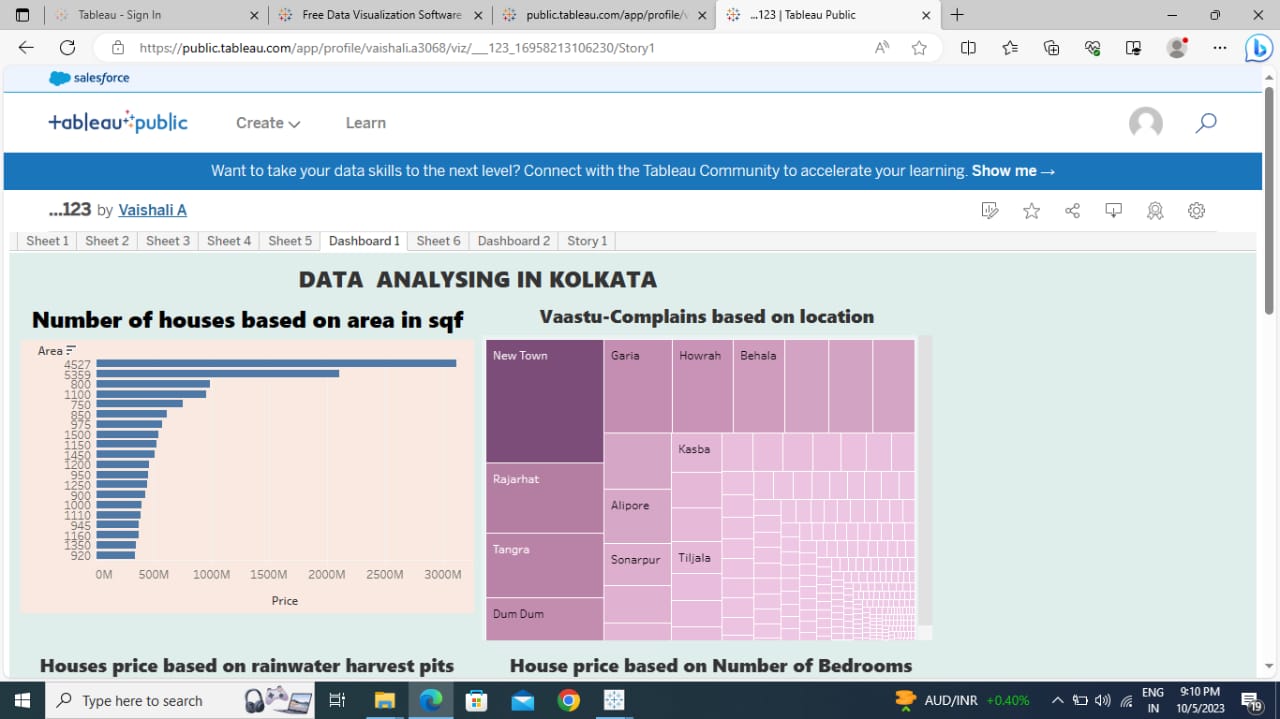 Tableau - Sign In
Free Data Visualization Software
public.tableau.com/app/profile/v
...123 | Tableau Public
https://public.tableau.com/app/profile/vaishali.a3068/viz/___123_16958213106230/Story1
salesforce
+ableau public
Create
Learn
Want to take your data skills to the next level? Connect with the Tableau Community to accelerate your learning. Show me →
...123 by Vaishali A
Sheet 1 Sheet 2 Sheet 3 Sheet 4 Sheet 5 Dashboard 1 Sheet 6 Dashboard 2 Story 1
DATA ANALYSING IN KOLKATA
Number of houses based on area in sqf
Area
4527
5359
800
1100
750
850
975
1500
1150
1450
1200
950
1250
900
1000
1110
945
1160
1350
920
0M 500M 1000M 1500M 2000M 2500M 3000M
Price
Vaastu-Complains based on location
New Town
Garia
Howrah
Behala
Kasba
Rajarhat
Alipore
Tangra
Sonarpur
Tiljala
Dum Dum
Houses price based on rainwater harvest pits
House price based on Number of Bedrooms
Type here to search
AUD/INR +0.40%
ENG
IN
9:10 PM
10/5/2023
19